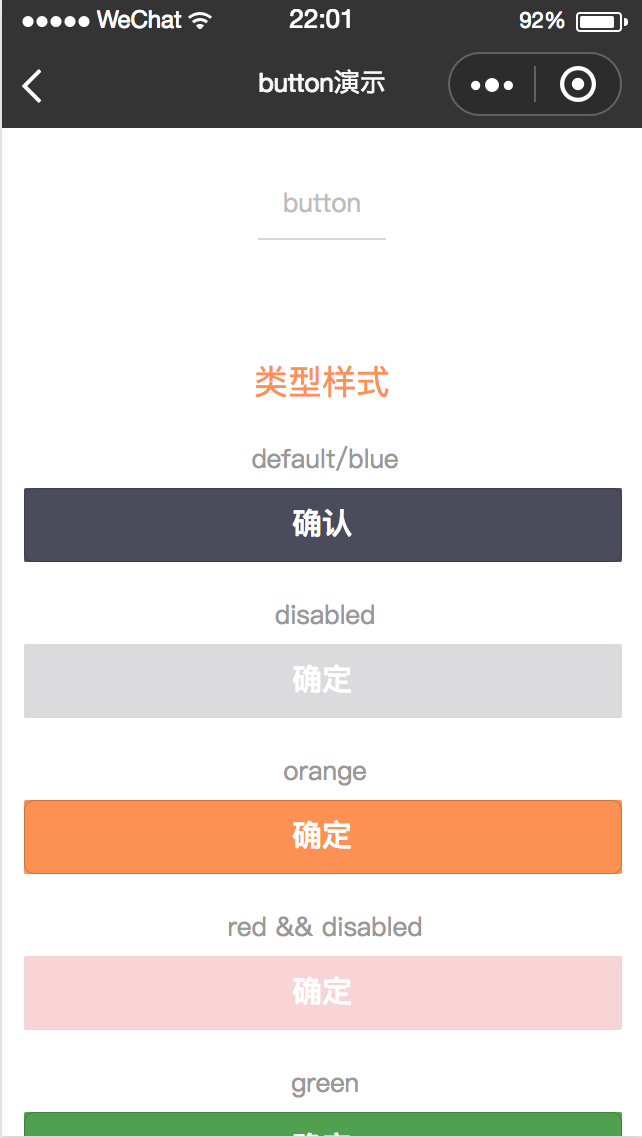 WeChat 22:01 92%
button演示
button
类型样式
default/blue
确认
disabled
确定
orange
确定
red && disabled
确定
green